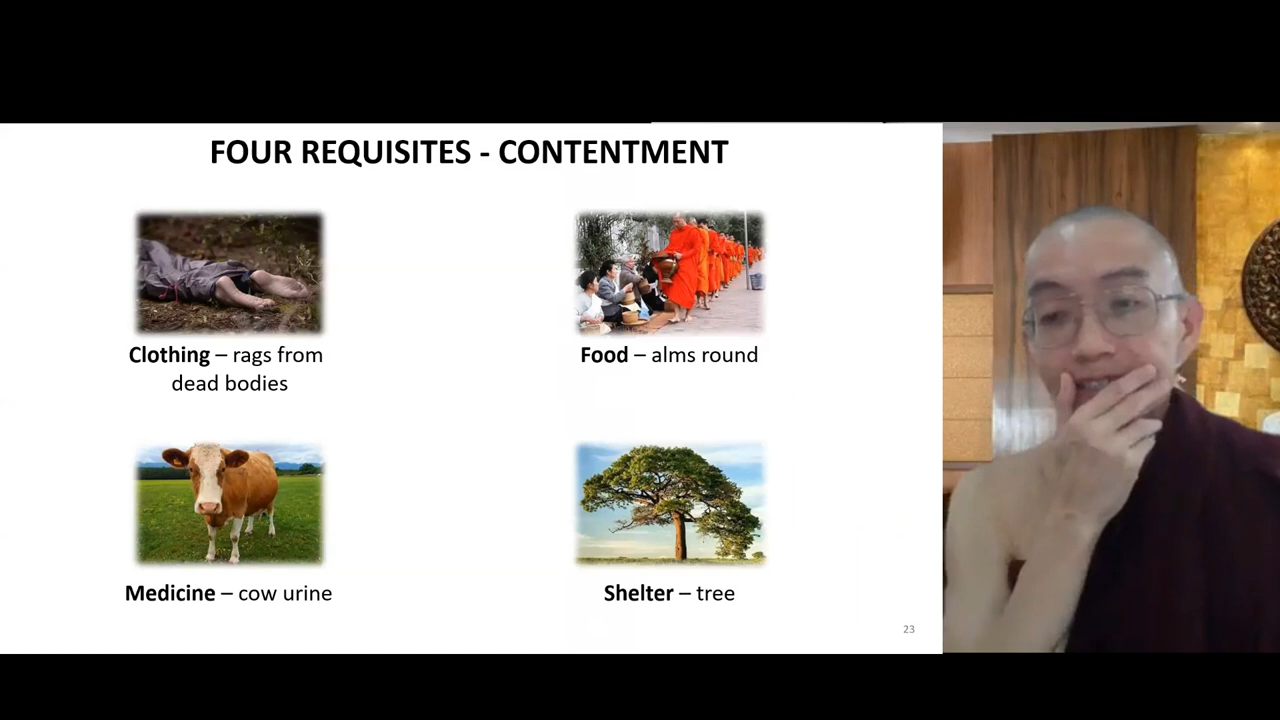 FOUR REQUISITES - CONTENTMENT
Clothing – rags from
dead bodies
Food – alms round
Medicine – cow urine
Shelter – tree
23